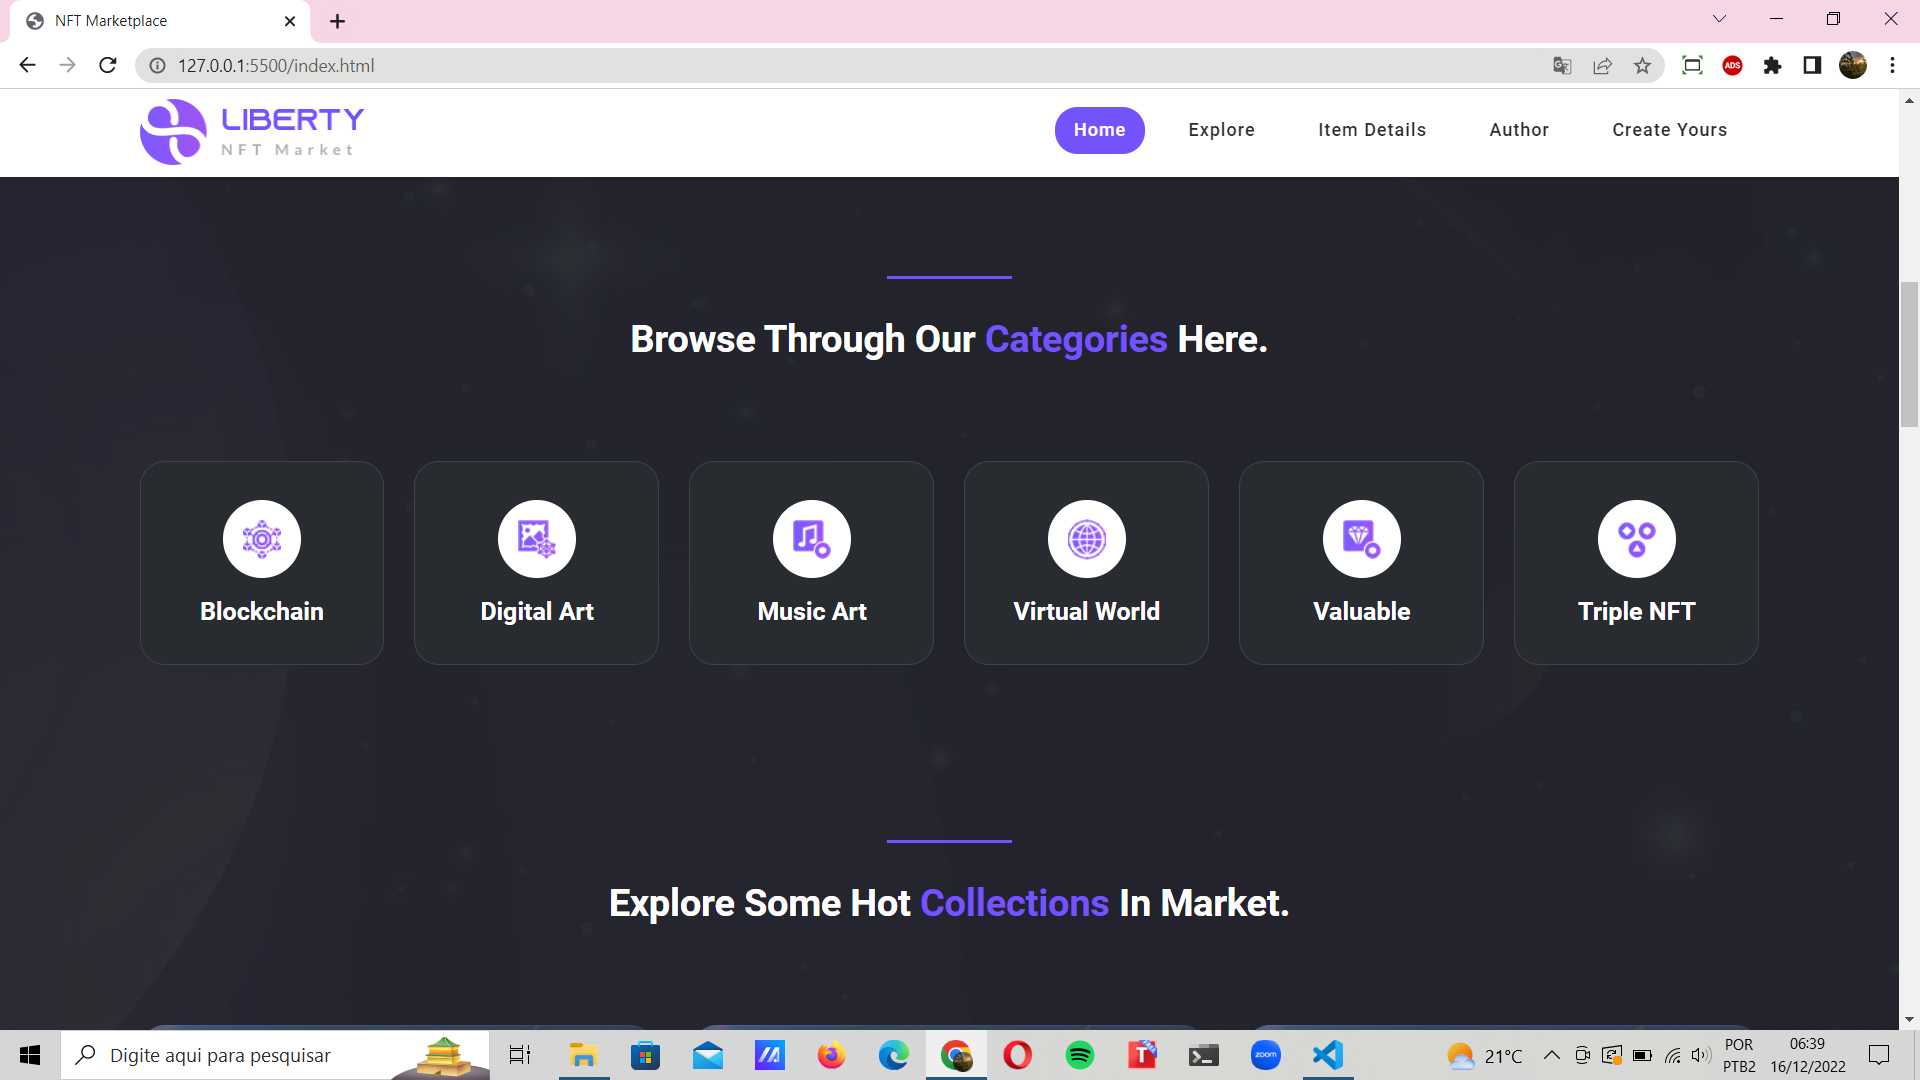 NFT Marketplace
127.0.0.1:5500/index.html
ADS
LIBERTY
NFT Market
Home Explore Item Details Author Create Yours
Browse Through Our Categories Here.
Blockchain Digital Art Music Art Virtual World Valuable Triple NFT
Explore Some Hot Collections In Market.
Digite aqui para pesquisar
zoom
21°C
POR
PTB2
06:39
16/12/2022